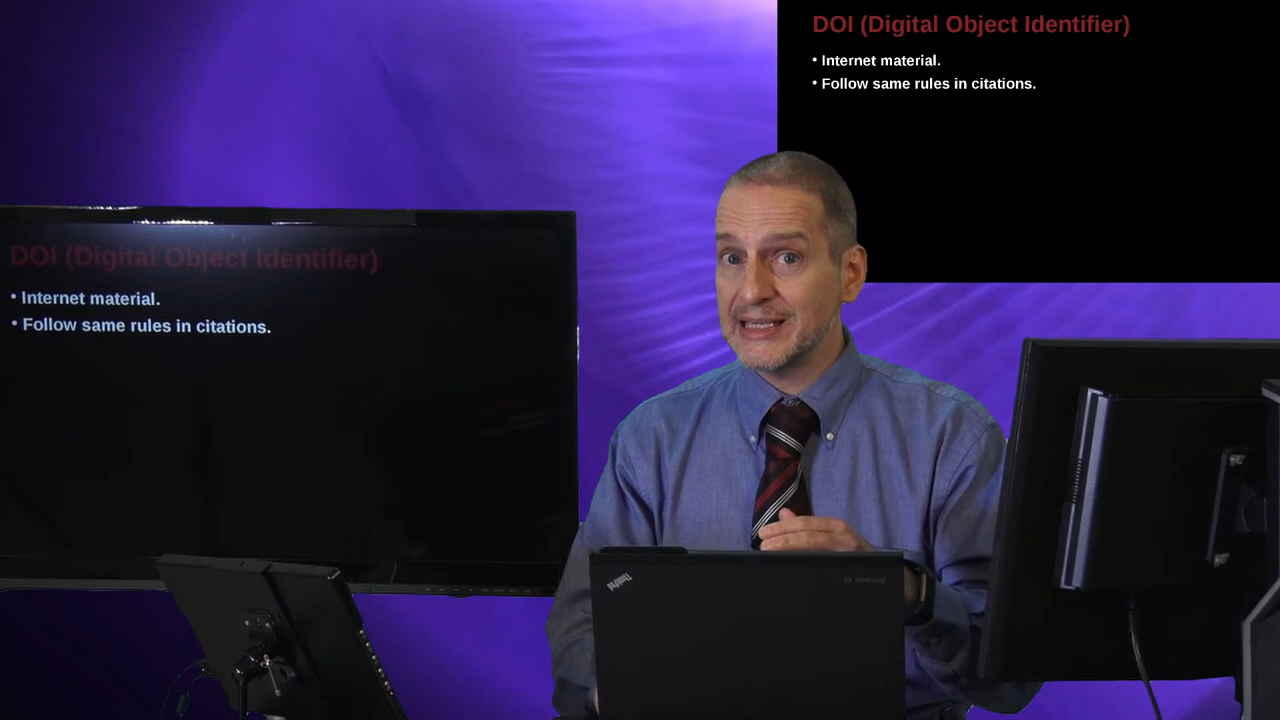 DOI (Digital Object Identifier)
• Internet material.
• Follow same rules in citations.
DOI (Digital Object Identifier)
• Internet material.
• Follow same rules in citations.
ThinkPad